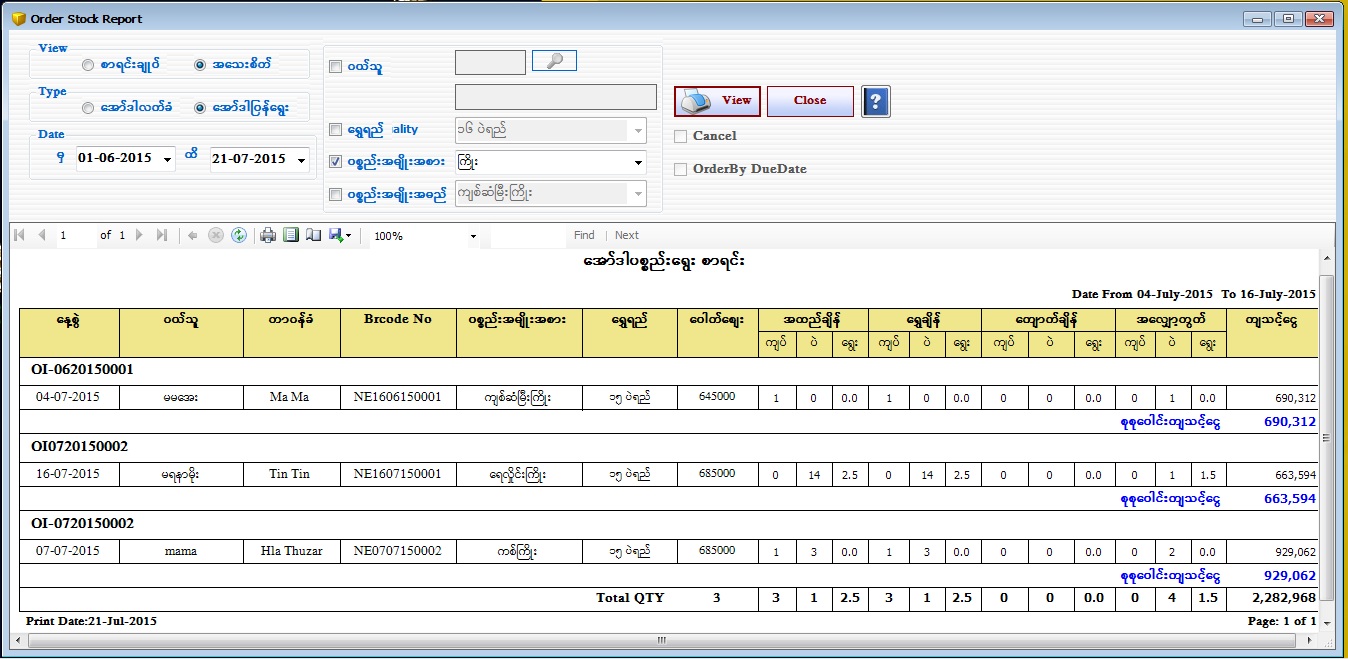 Order Stock Report
View
စာရင်းချုပ် အသေးစိတ်
Type
အော်ဒါလတ်ခံ အော်ဒါပြန်ရွေး
Date
မှ 01-06-2015 ထိ 21-07-2015
ဝယ်သူ
ရွှေရည် ality ၁၆ ပဲရည်
ပစ္စည်းအမျိုးအစား ကြိုး
ပစ္စည်းအမျိုးအမည် ကျစ်ဆံမြီးကြိုး
View Close ?
Cancel
OrderBy DueDate
1 of 1 100% Find | Next
အော်ဒါပစ္စည်းရွေး စာရင်း
Date From 04-July-2015 To 16-July-2015
နေ့စွဲ ဝယ်သူ တာဝန်ခံ Brcode No ပစ္စည်းအမျိုးအစား ရွှေရည် ပေါက်စျေး အထည်ချိန် ရွှေချိန် ကျောက်ချိန် အလျှော့တွက် ကျသင့်ငွေ
ကျပ် ပဲ ရွေး ကျပ် ပဲ ရွေး ကျပ် ပဲ ရွေး ကျပ် ပဲ ရွေး
OI-0620150001
04-07-2015 မမအေး Ma Ma NE1606150001 ကျစ်ဆံမြီးကြိုး ၁၅ ပဲရည် 645000 1 0 0.0 1 0 0.0 0 0 0.0 0 1 0.0 690,312
စုစုပေါင်းကျသင့်ငွေ 690,312
OI0720150002
16-07-2015 မရနာမိုး Tin Tin NE1607150001 ရေလှိုင်းကြိုး ၁၅ ပဲရည် 685000 0 14 2.5 0 14 2.5 0 0 0.0 0 1 1.5 663,594
စုစုပေါင်းကျသင့်ငွေ 663,594
OI-0720150002
07-07-2015 mama Hla Thuzar NE0707150002 ကစ်ကြိုး ၁၅ ပဲရည် 685000 1 3 0.0 1 3 0.0 0 0 0.0 0 2 0.0 929,062
စုစုပေါင်းကျသင့်ငွေ 929,062
Total QTY 3 3 1 2.5 3 1 2.5 0 0 0.0 0 4 1.5 2,282,968
Print Date:21-Jul-2015 Page: 1 of 1